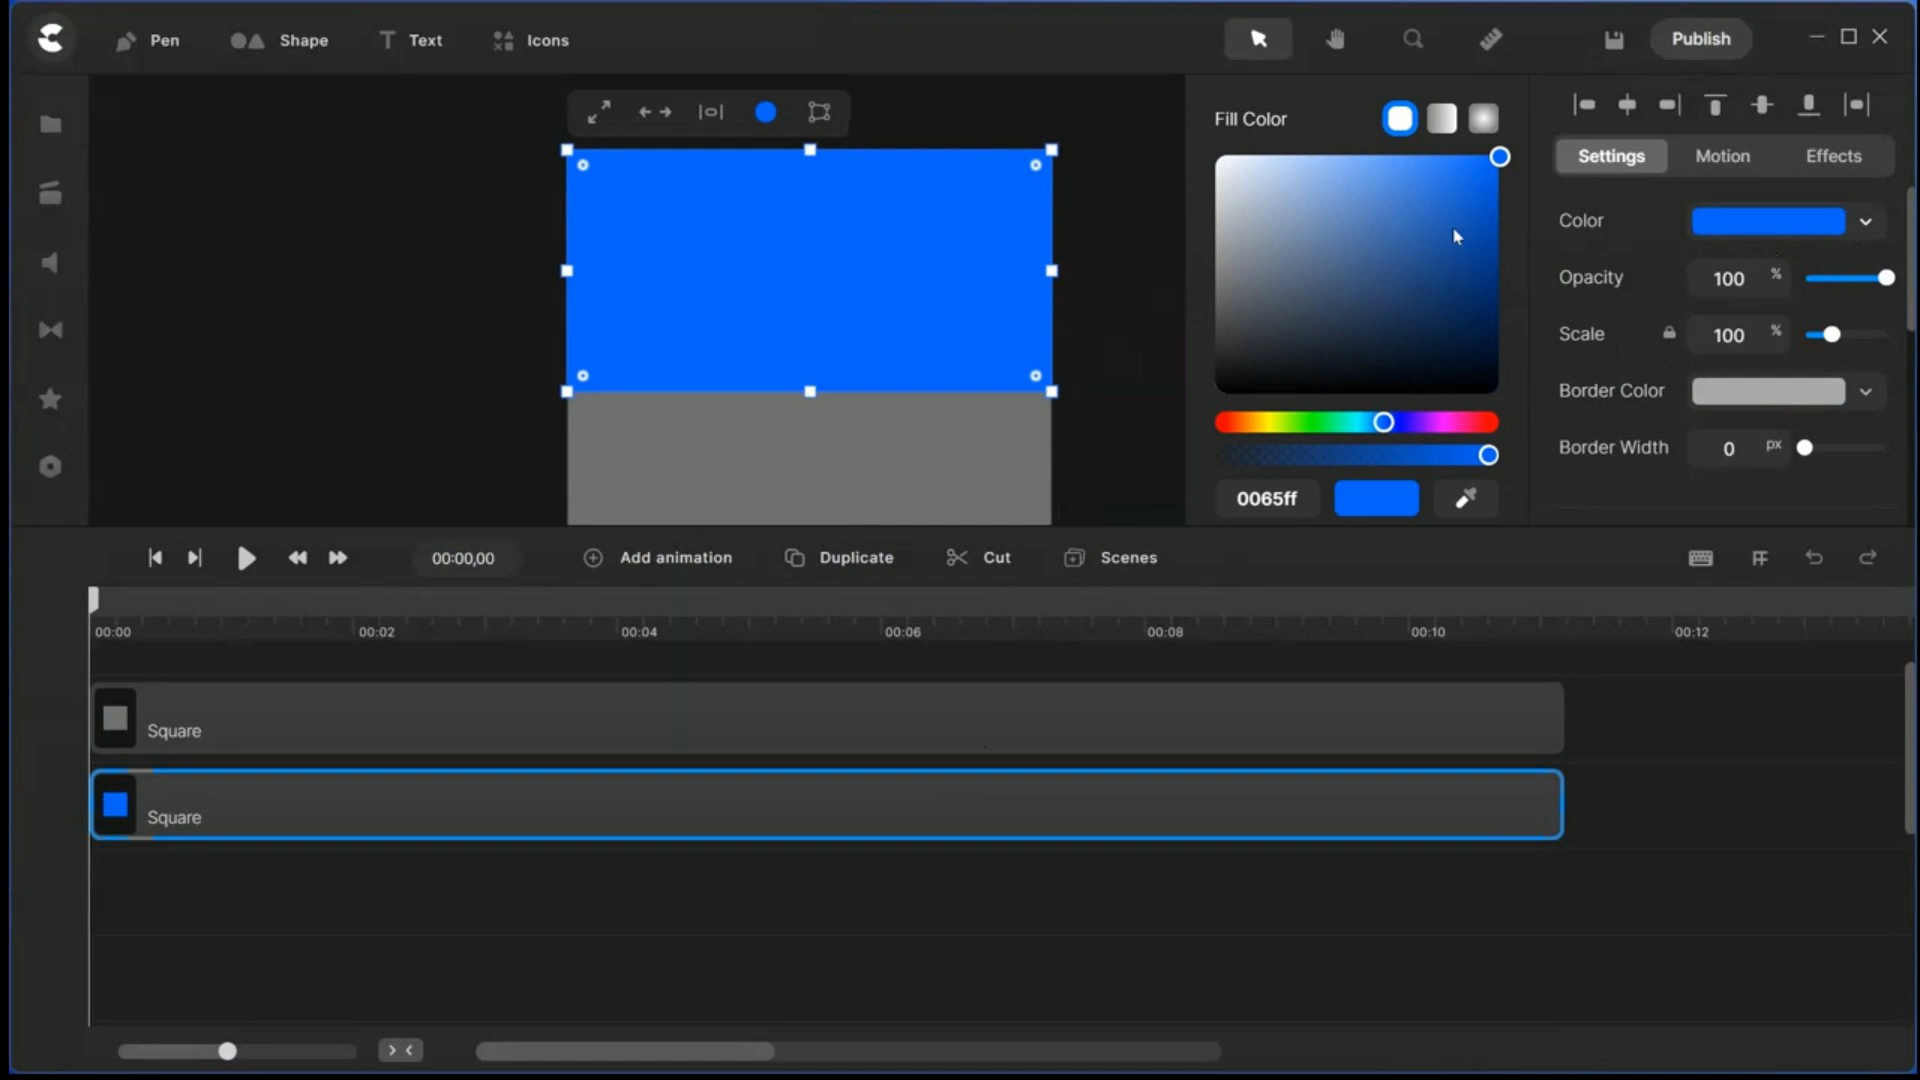 Pen Shape Text Icons Publish
Fill Color
Settings Motion Effects
Color
Opacity 100 %
Scale 100 %
Border Color
Border Width 0 px
0065ff
00:00,00 Add animation Duplicate Cut Scenes
00:00 00:02 00:04 00:06 00:08 00:10 00:12
Square
Square